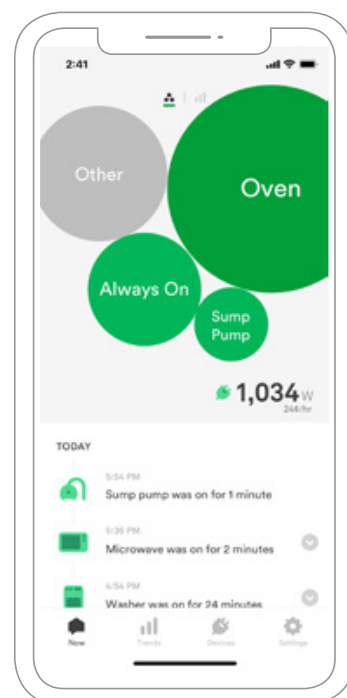 2:41
Other
Oven
Always On
Sump
Pump
1,034 W
24¢/hr
TODAY
5:54 PM
Sump pump was on for 1 minute
5:36 PM
Microwave was on for 2 minutes
4:54 PM
Washer was on for 24 minutes
Now
Trends
Devices
Settings